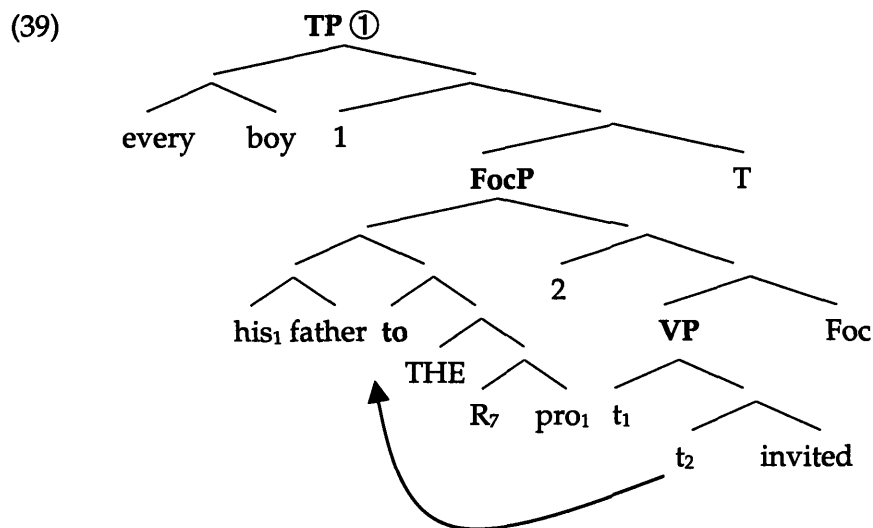 (39) TP ①
every boy 1
FocP T
his₁ father to 2 VP Foc
THE
R₇ pro₁ t₁
t₂ invited